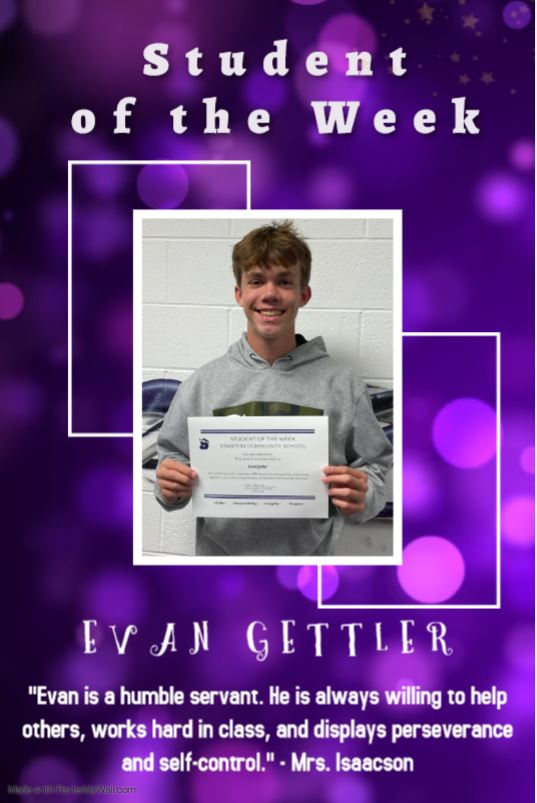 Student
of the Week
STUDENT OF THE WEEK
STANTON COMMUNITY SCHOOL
Evan Gettler
EVAN GETTLER
"Evan is a humble servant. He is always willing to help
others, works hard in class, and displays perseverance
and self-control." - Mrs. Isaacson
Made with PosterMyWall.com